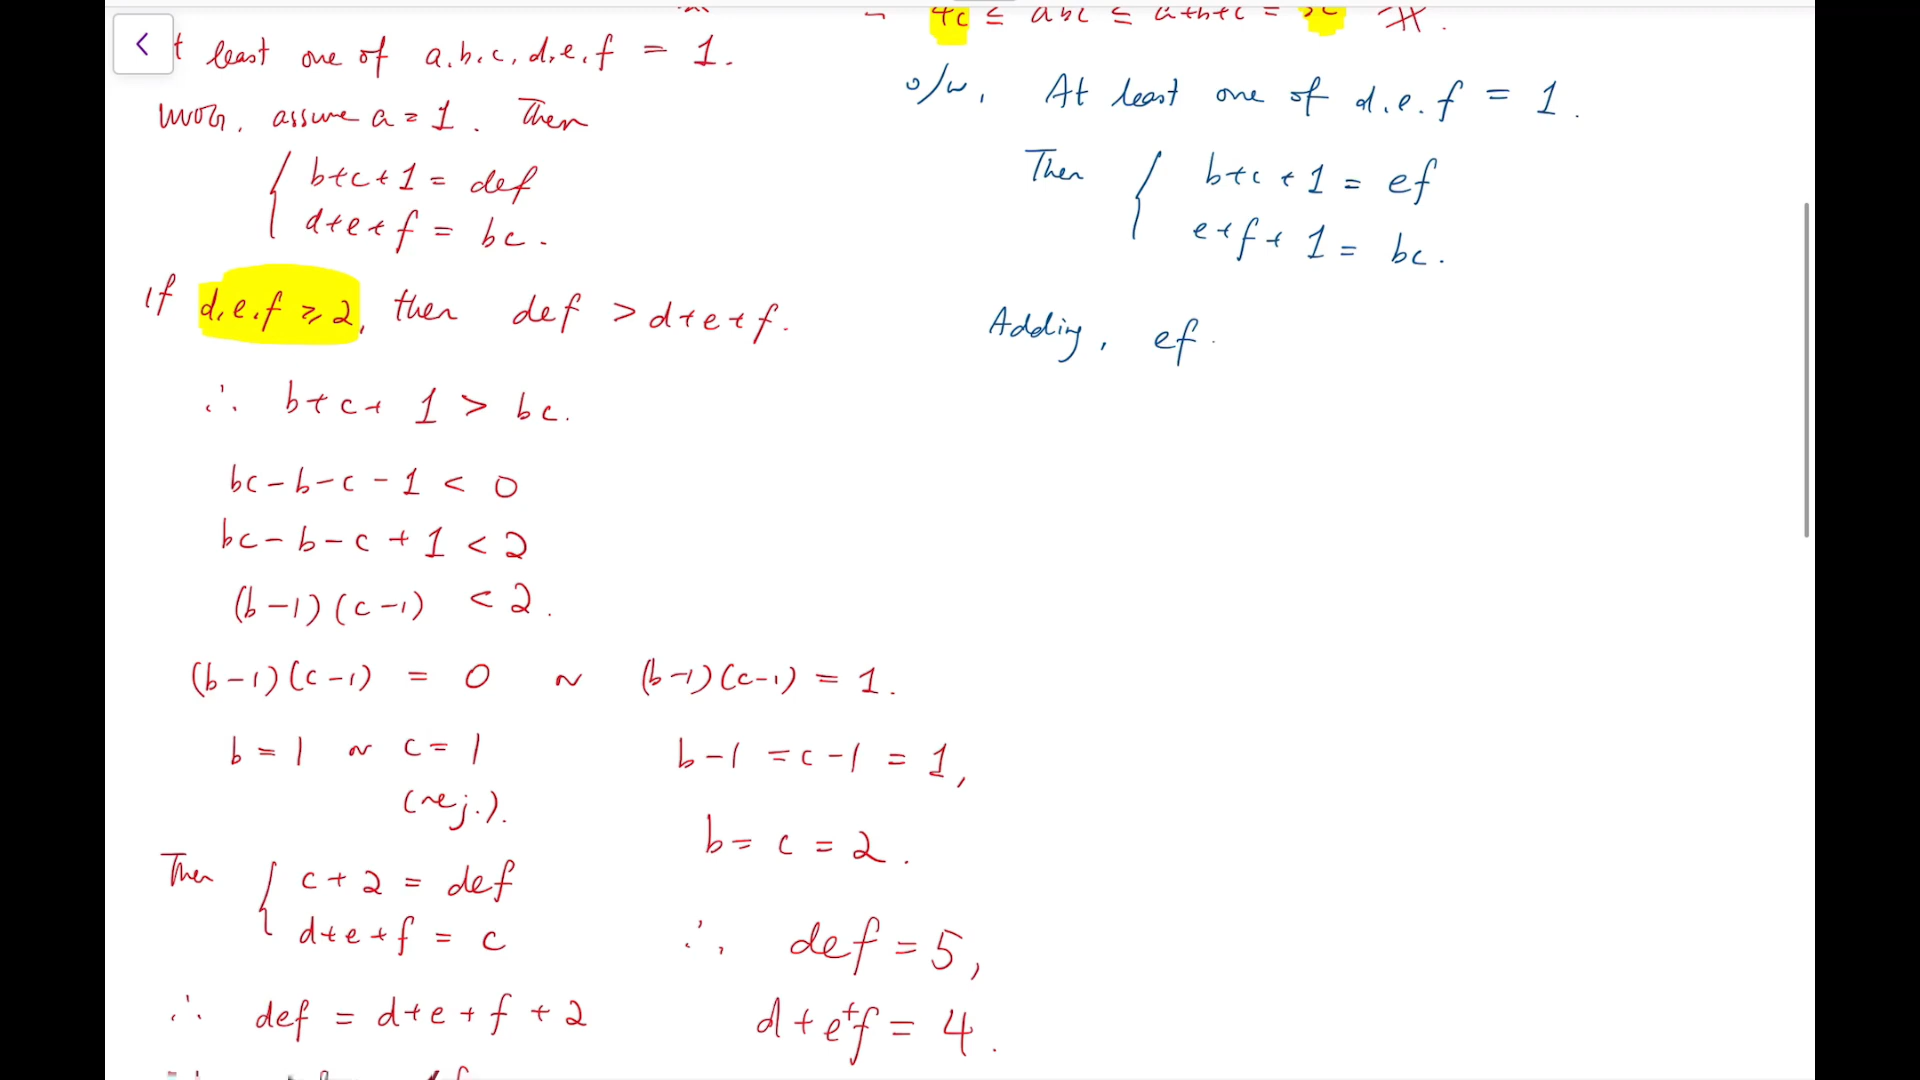 t least one of a.b.c,d.e.f = 1.
WLOG, assume a = 1. Then
b+c+1 = def
d+e+f = bc.
If d.e.f ≥ 2, then def > d+e+f.
∴ b+c+1 > bc.
bc-b-c-1 < 0
bc-b-c+1 < 2
(b-1)(c-1) < 2.
(b-1)(c-1) = 0 or (b-1)(c-1) = 1.
b = 1 or c = 1
(rej.).
b-1 = c-1 = 1,
b = c = 2.
Then c+2 = def
d+e+f = c
∴ def = 5,
d+e+f = 4.
∴ def = d+e+f+2
4c ≤ abc ≤ a+b+c = 3c
o/w, At least one of d.e.f = 1.
Then b+c+1 = ef
e+f+1 = bc.
Adding, ef.